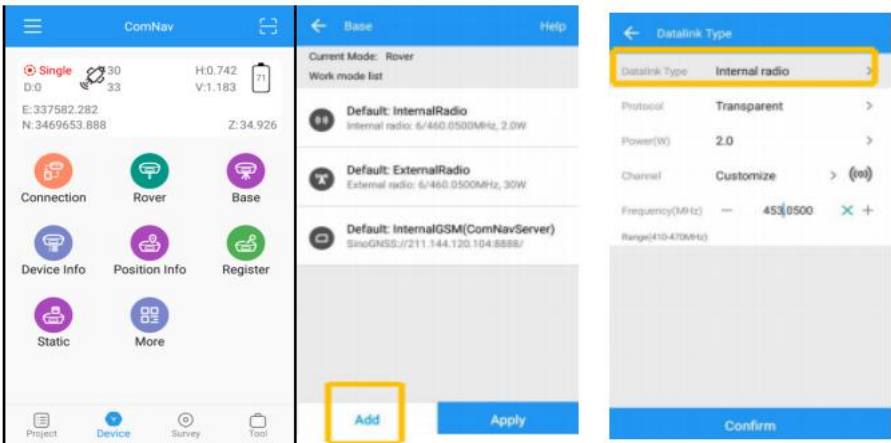 ComNav
Single 30 33 H:0.742 71
D:0 V:1.183
E:337582.282
N:3469653.888 Z:34.926
Connection Rover Base
Device Info Position Info Register
Static More
Project Device Survey Tool
Base Help
Current Mode: Rover
Work mode list
Default: InternalRadio
Internal radio: 6/460.0500MHz, 2.0W
Default: ExternalRadio
External radio: 6/460.0500MHz, 30W
Default: InternalGSM(ComNavServer)
SinoGNSS://211.144.120.104:8888/
Add Apply
Datalink Type
Datalink Type Internal radio
Protocol Transparent
Power(W) 2.0
Channel Customize
Frequency(MHz) 453.0500
Range(410-470MHz)
Confirm